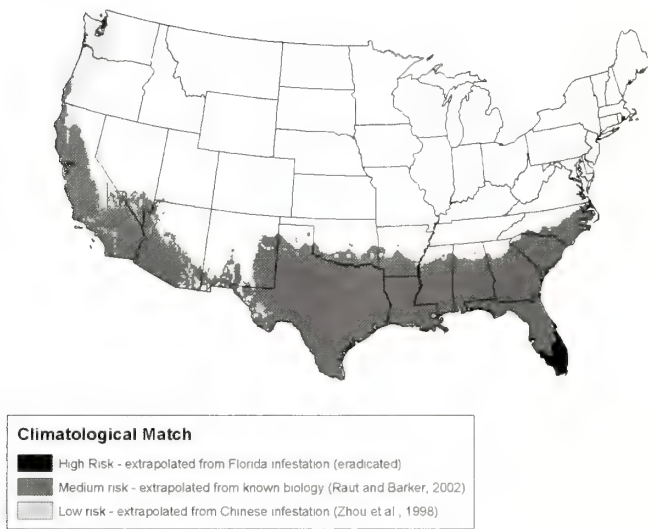 Climatological Match
High Risk - extrapolated from Florida infestation (eradicated)
Medium risk - extrapolated from known biology (Raut and Barker, 2002)
Low risk - extrapolated from Chinese infestation (Zhou et al , 1998)